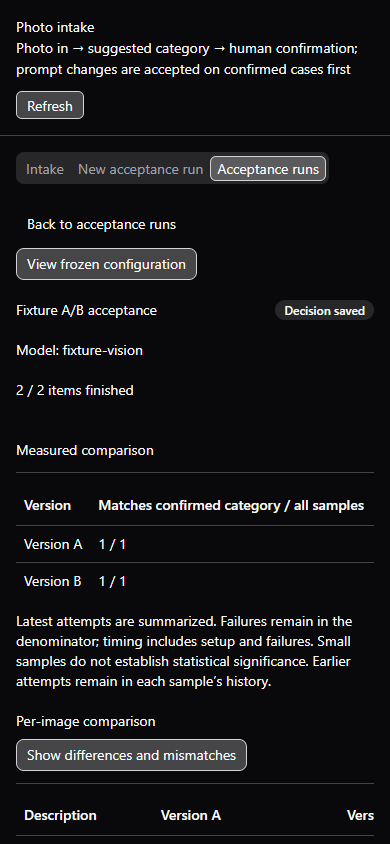 Photo intake
Photo in → suggested category → human confirmation;
prompt changes are accepted on confirmed cases first
Refresh
Intake New acceptance run Acceptance runs
Back to acceptance runs
View frozen configuration
Fixture A/B acceptance Decision saved
Model: fixture-vision
2 / 2 items finished
Measured comparison
Version Matches confirmed category / all samples
Version A 1 / 1
Version B 1 / 1
Latest attempts are summarized. Failures remain in the
denominator; timing includes setup and failures. Small
samples do not establish statistical significance. Earlier
attempts remain in each sample’s history.
Per-image comparison
Show differences and mismatches
Description Version A Vers